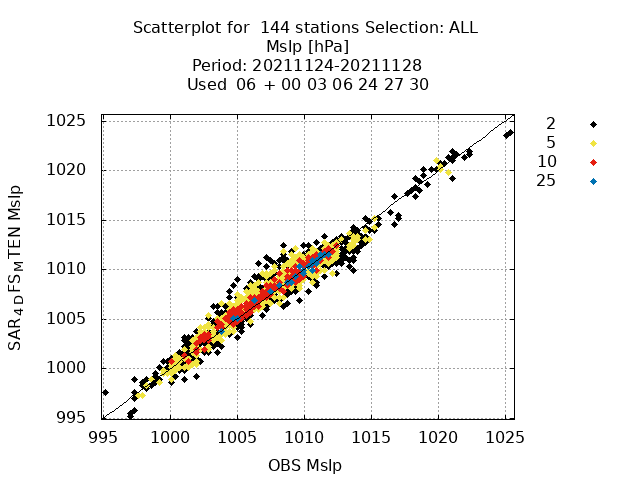 Scatterplot for  144 stations Selection: ALL
Mslp [hPa]
Period: 20211124-20211128
Used  06 + 00 03 06 24 27 30
2
5
10
25
1025
1020
1015
1010
1005
1000
995
SAR4DFSMTEN Mslp
995 1000 1005 1010 1015 1020 1025
OBS Mslp